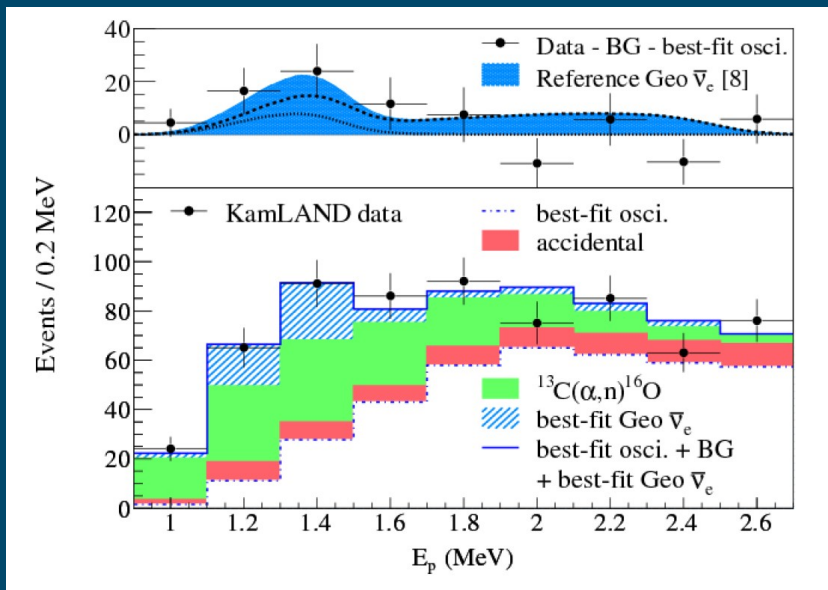 40
20
0
Data - BG - best-fit osci.
Reference Geo ν̅ₑ [8]
Events / 0.2 MeV
120
100
80
60
40
20
0
KamLAND data
best-fit osci.
accidental
¹³C(α,n)¹⁶O
best-fit Geo ν̅ₑ
best-fit osci. + BG
+ best-fit Geo ν̅ₑ
1 1.2 1.4 1.6 1.8 2 2.2 2.4 2.6
Eₚ (MeV)